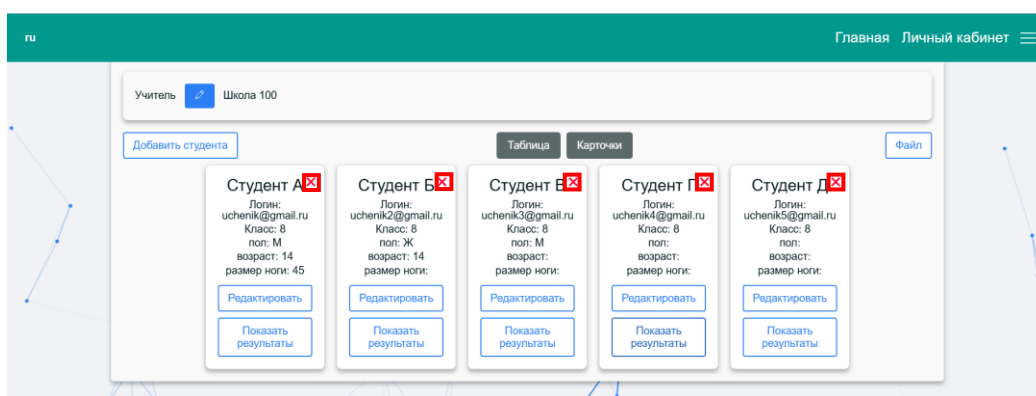 ru
Главная Личный кабинет
Учитель Школа 100
Добавить студента Таблица Карточки Файл
Студент А
Логин:
uchenik@gmail.ru
Класс: 8
пол: М
возраст: 14
размер ноги: 45
Редактировать
Показать
результаты
Студент Б
Логин:
uchenik2@gmail.ru
Класс: 8
пол: Ж
возраст: 14
размер ноги:
Редактировать
Показать
результаты
Студент В
Логин:
uchenik3@gmail.ru
Класс: 8
пол: М
возраст:
размер ноги:
Редактировать
Показать
результаты
Студент Г
Логин:
uchenik4@gmail.ru
Класс: 8
пол:
возраст:
размер ноги:
Редактировать
Показать
результаты
Студент Д
Логин:
uchenik5@gmail.ru
Класс: 8
пол:
возраст:
размер ноги:
Редактировать
Показать
результаты